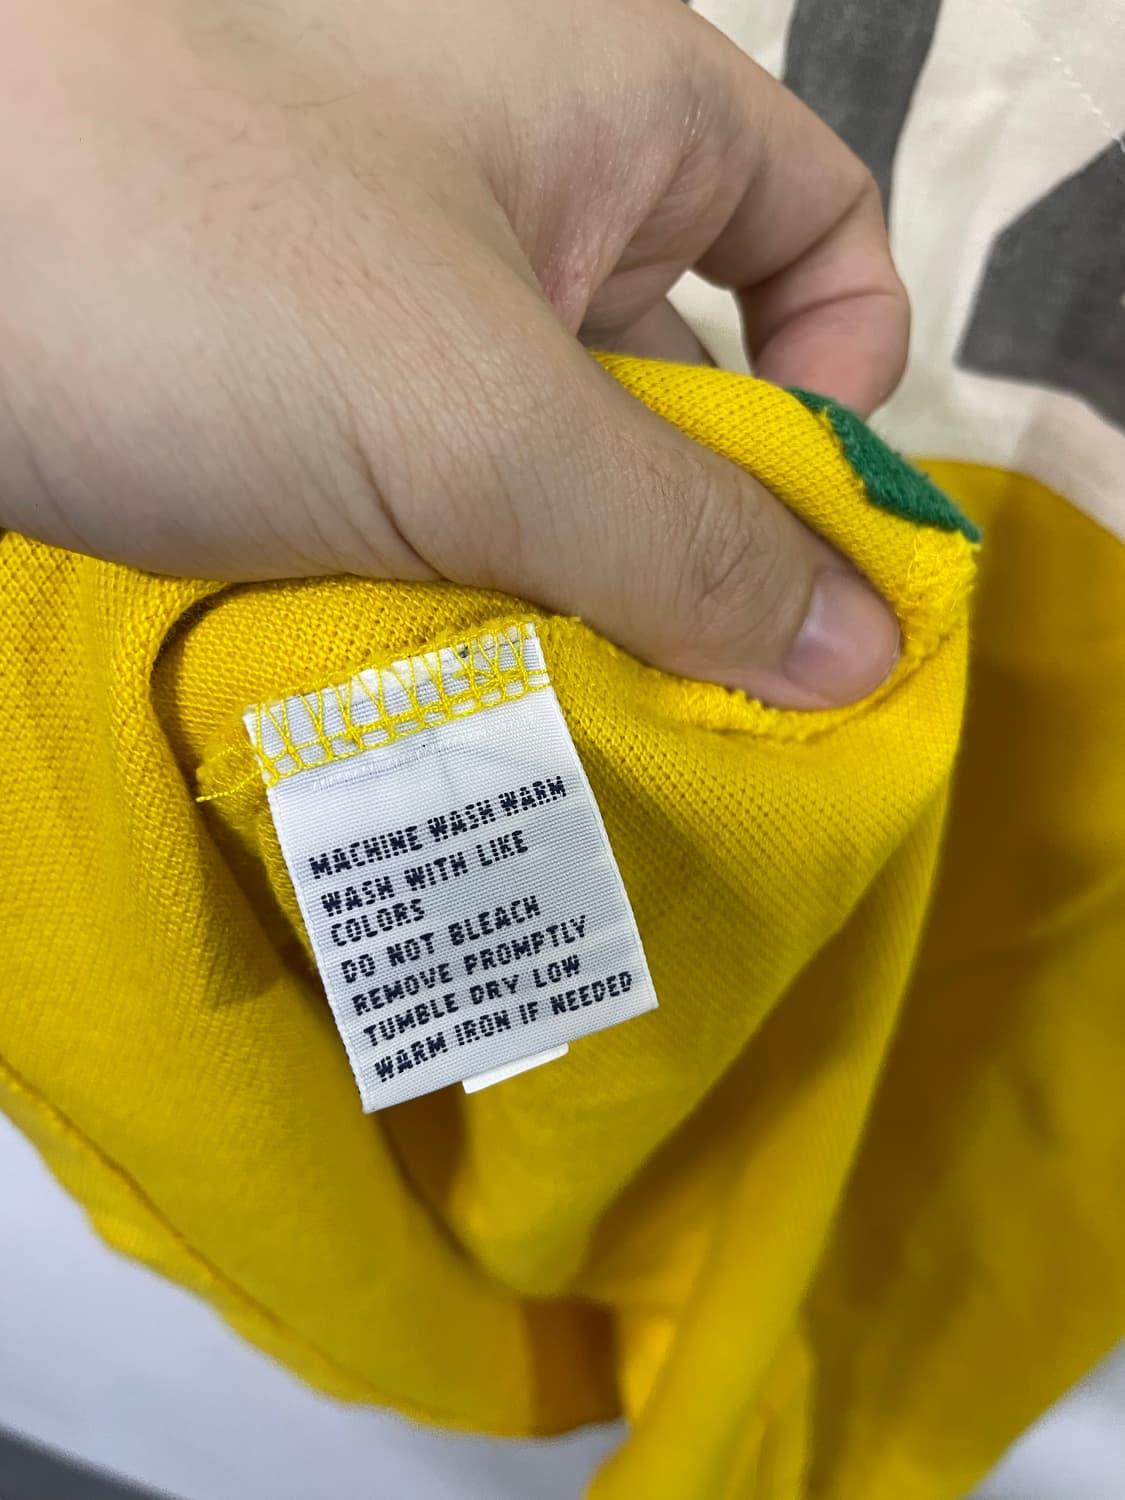 MACHINE WASH WARM
WASH WITH LIKE
COLORS
DO NOT BLEACH
REMOVE PROMPTLY
TUMBLE DRY LOW
WARM IRON IF NEEDED